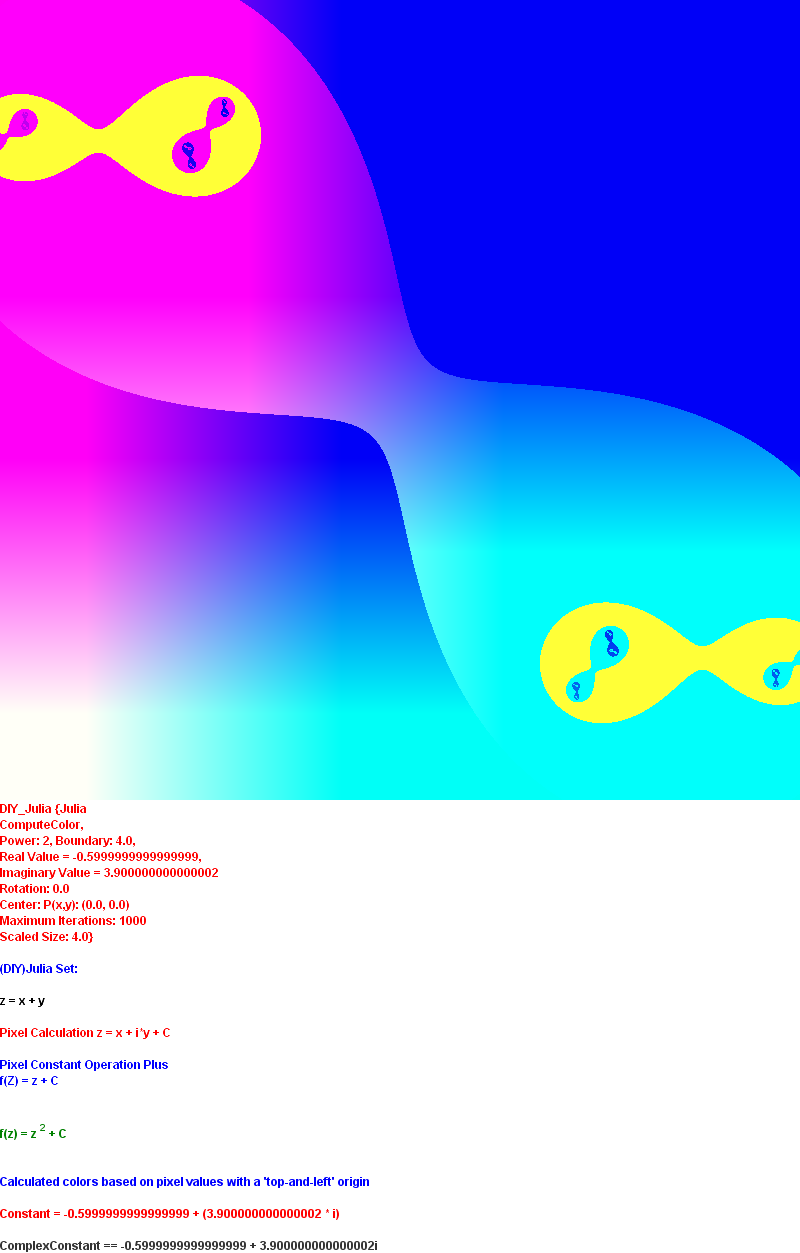 DIY_Julia {Julia
ComputeColor,
Power: 2, Boundary: 4.0,
Real Value = -0.5999999999999999,
Imaginary Value = 3.900000000000002
Rotation: 0.0
Center: P(x,y): (0.0, 0.0)
Maximum Iterations: 1000
Scaled Size: 4.0}
(DIY)Julia Set:
z = x + y
Pixel Calculation z = x + i*y + C
Pixel Constant Operation Plus
f(Z) = z + C
f(z) = z 2 + C
Calculated colors based on pixel values with a 'top-and-left' origin
Constant = -0.5999999999999999 + (3.900000000000002 * i)
ComplexConstant == -0.5999999999999999 + 3.900000000000002i